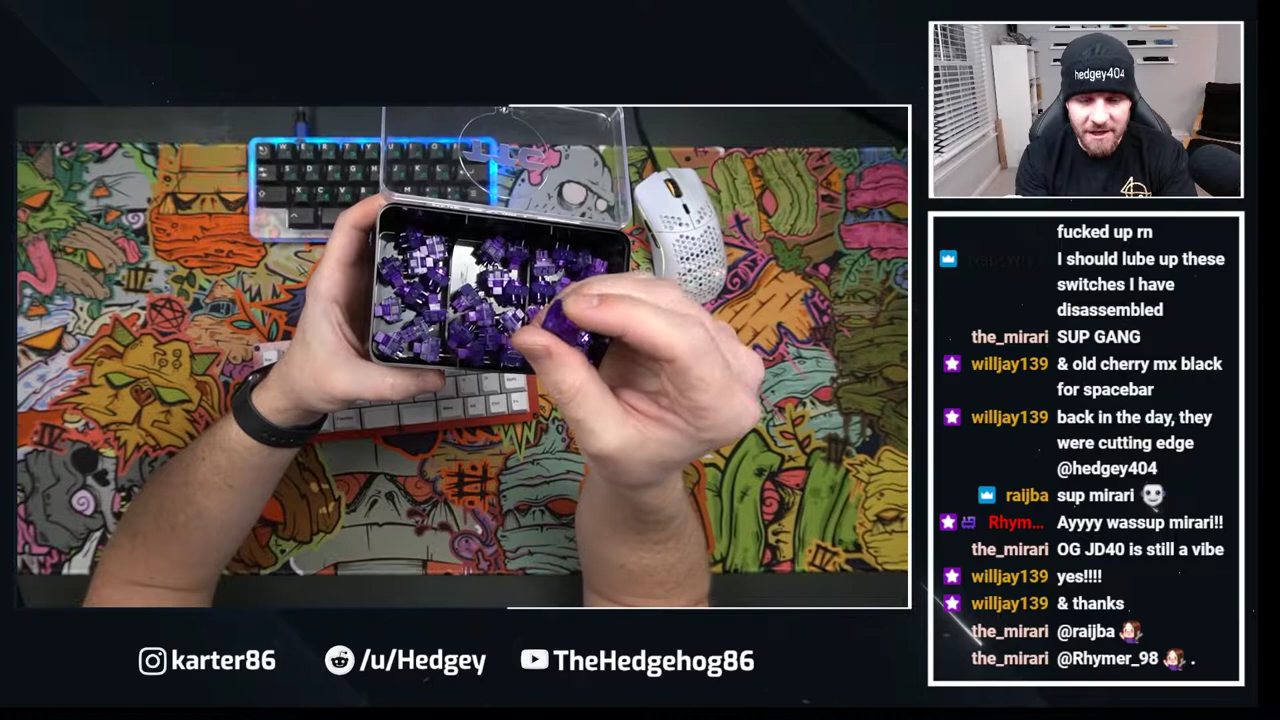 hedgey404
TTC
fucked up rn
I should lube up these
switches I have
disassembled
the_mirari SUP GANG
willjay139 & old cherry mx black
for spacebar
willjay139 back in the day, they
were cutting edge
@hedgey404
raijba sup mirari
Rhym... Ayyyy wassup mirari!!
the_mirari OG JD40 is still a vibe
willjay139 yes!!!!
willjay139 & thanks
the_mirari @raijba
the_mirari @Rhymer_98 .
karter86
/u/Hedgey
TheHedgehog86